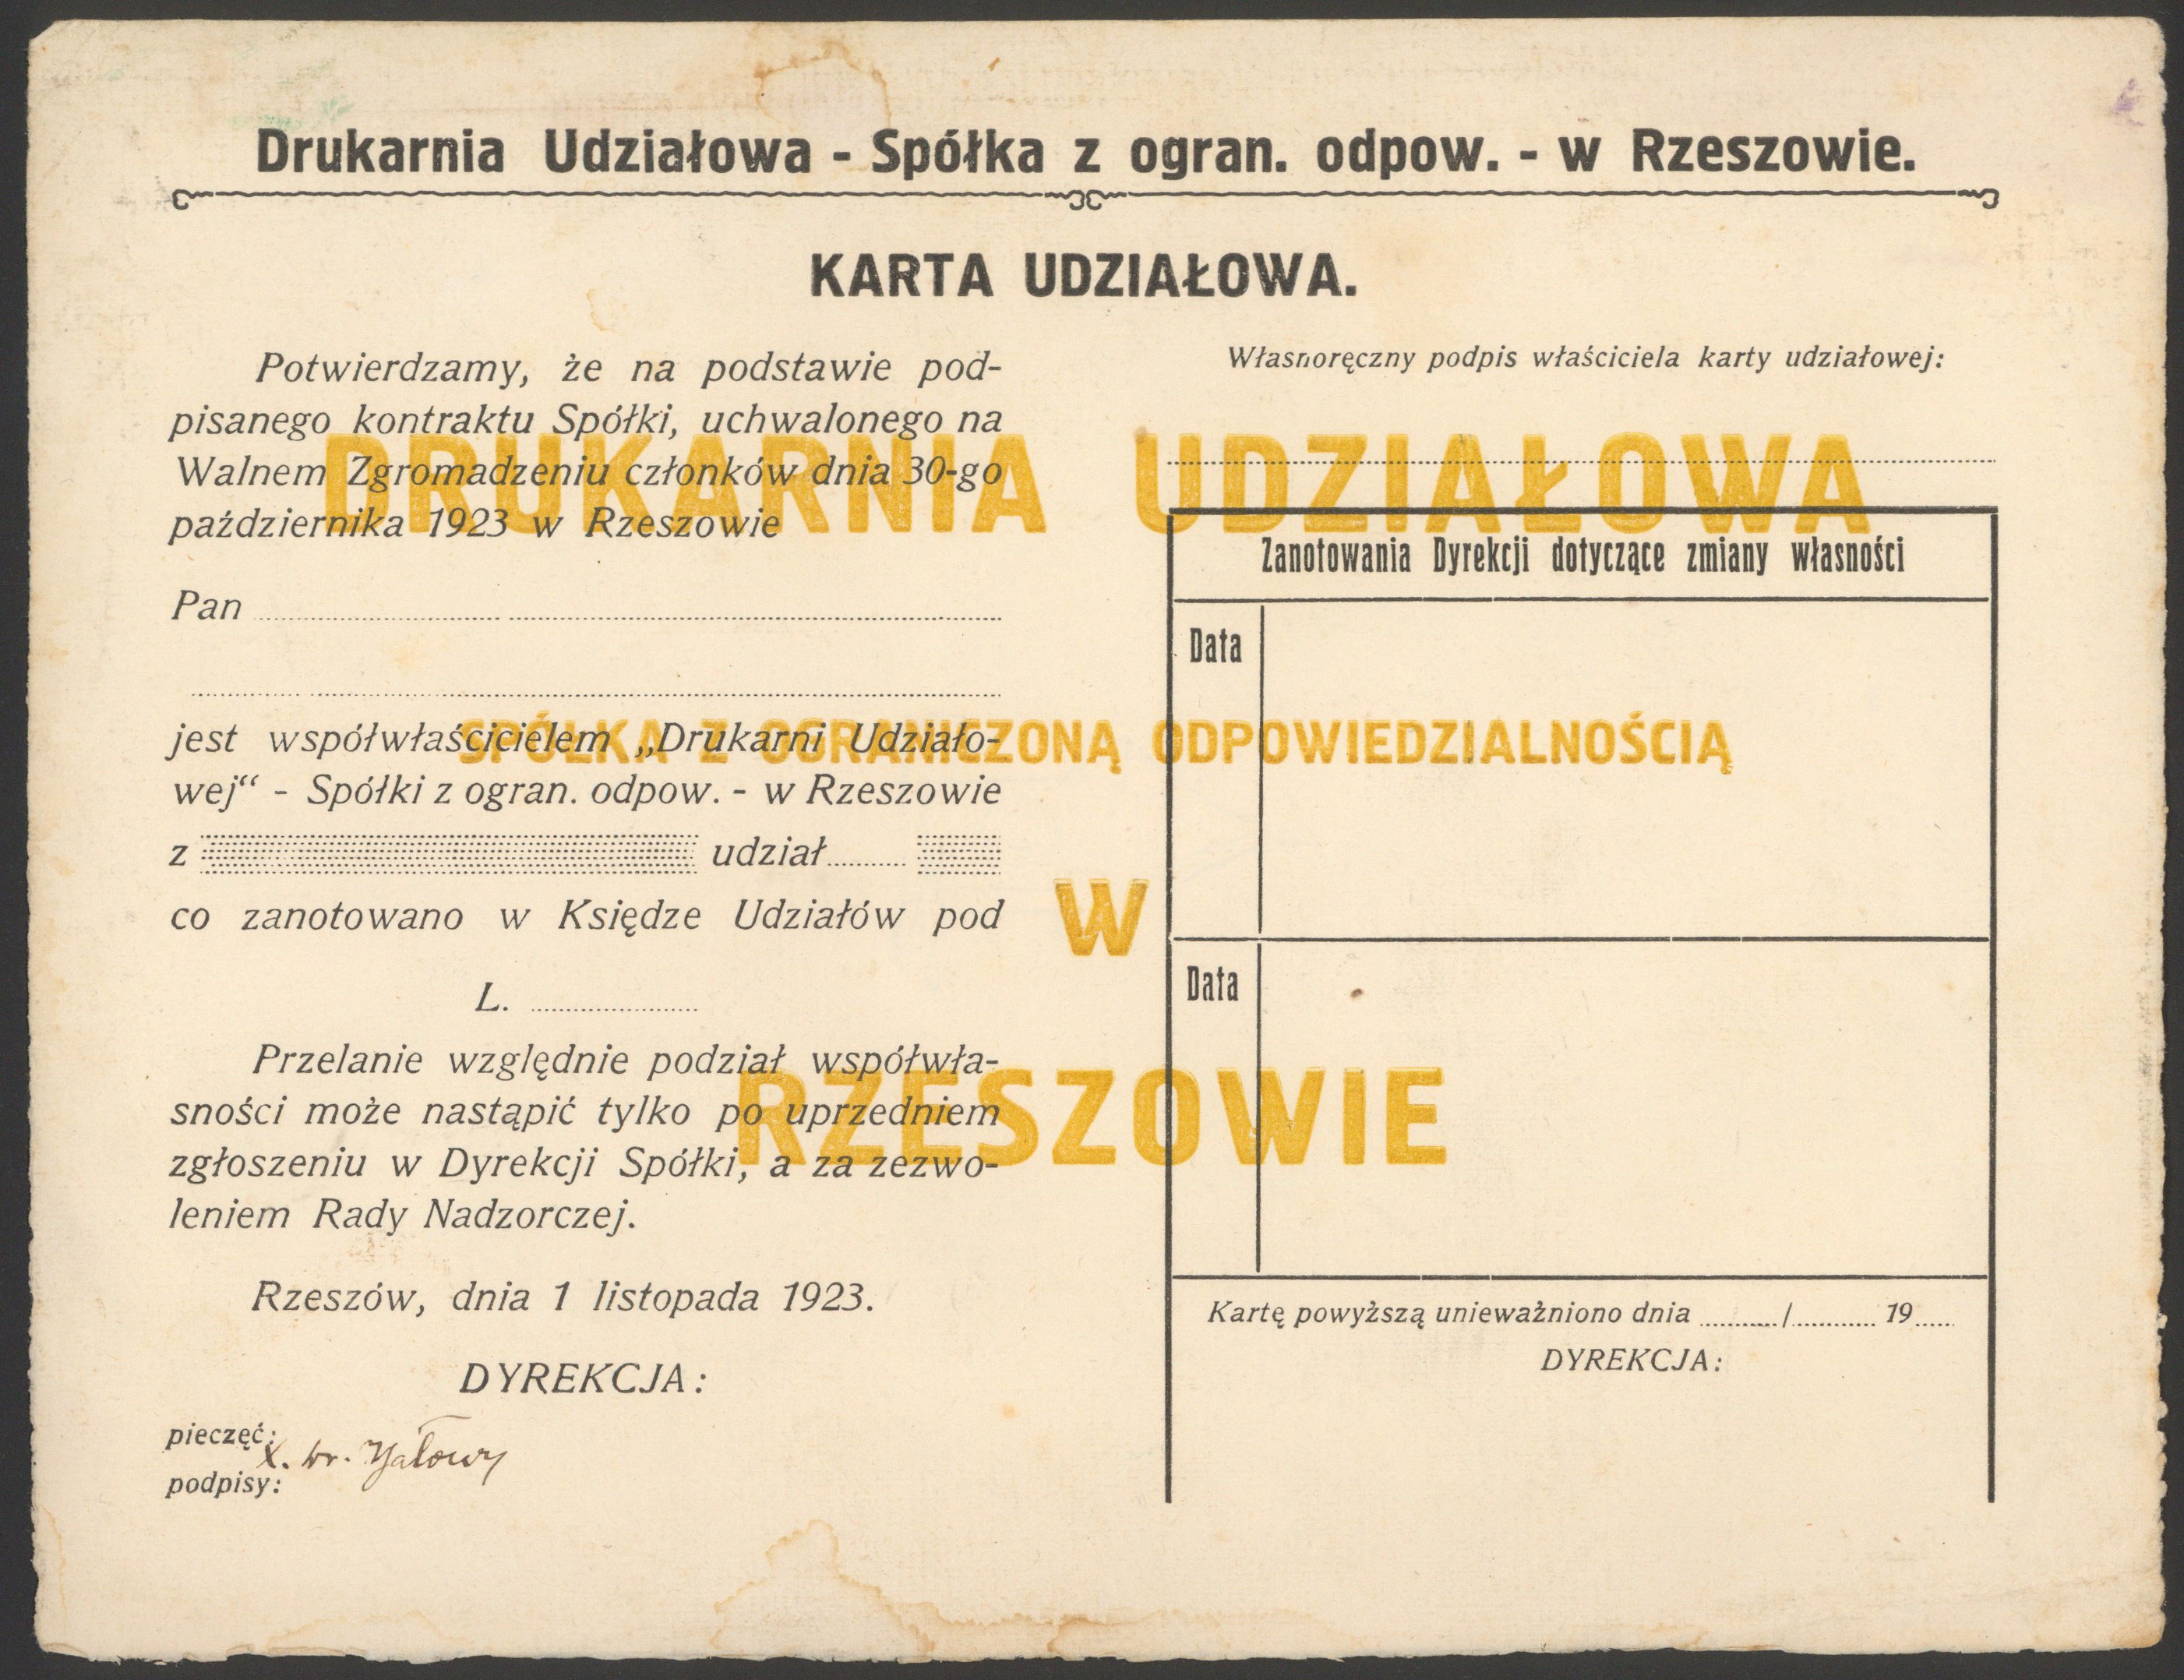 Drukarnia Udziałowa - Spółka z ogran. odpow. - w Rzeszowie.
KARTA UDZIAŁOWA.
Potwierdzamy, że na podstawie pod-
pisanego kontraktu Spółki, uchwalonego na
Walnem Zgromadzeniu członków dnia 30-go
października 1923 w Rzeszowie
Pan
jest współwłaścicielem „Drukarni Udziało-
wej“ - Spółki z ogran. odpow. - w Rzeszowie
z udział
co zanotowano w Księdze Udziałów pod
L.
Przelanie względnie podział współwła-
sności może nastąpić tylko po uprzedniem
zgłoszeniu w Dyrekcji Spółki, a za zezwo-
leniem Rady Nadzorczej.
Rzeszów, dnia 1 listopada 1923.
DYREKCJA:
pieczęć:
podpisy:
Własnoręczny podpis właściciela karty udziałowej:
Zanotowania Dyrekcji dotyczące zmiany własności
Data
Data
Kartę powyższą unieważniono dnia / 19
DYREKCJA:
DRUKARNIA UDZIAŁOWA
SPÓŁKA Z OGRANICZONĄ ODPOWIEDZIALNOŚCIĄ
W
RZESZOWIE